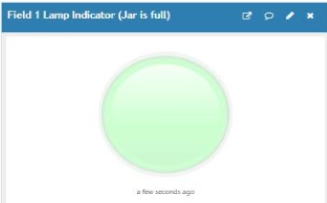 Field 1 Lamp Indicator (Jar is full)
a few seconds ago